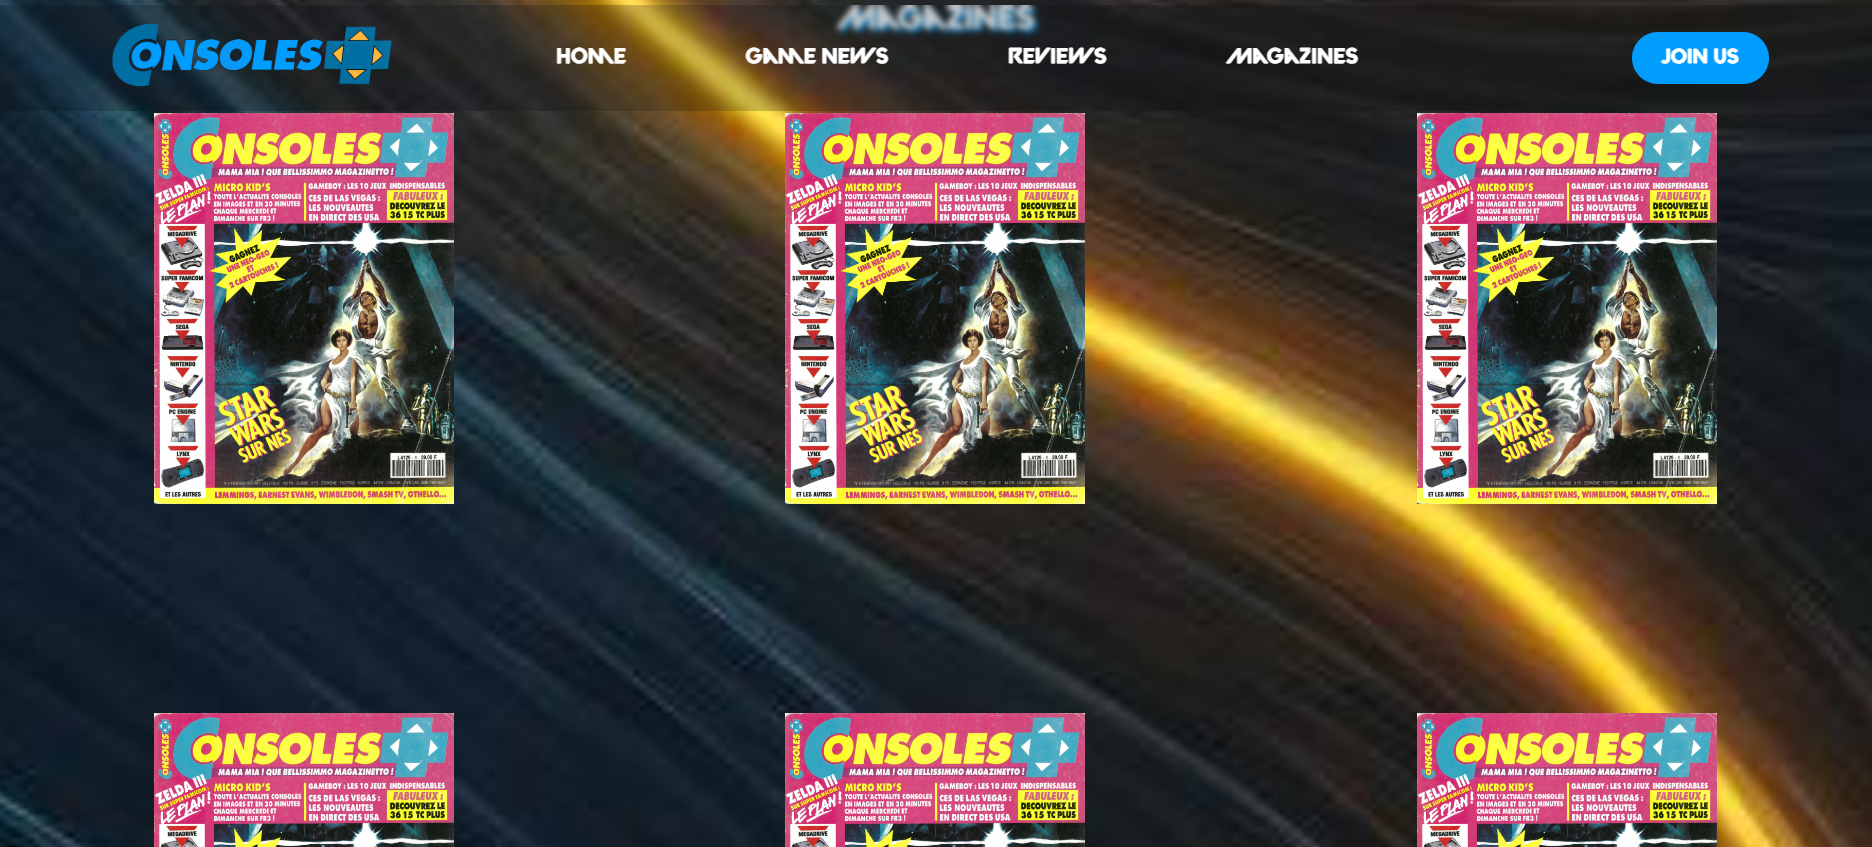 MAGAZINES
CONSOLES+
HOME
GAME NEWS
REVIEWS
MAGAZINES
JOIN US
CONSOLES
CONSOLES+
MAMA MIA ! QUE BELLISSIMMO MAGAZINETTO !
ZELDA III
SUR SUPER FAMICOM :
LE PLAN !
MICRO KID'S
TOUTE L'ACTUALITE CONSOLES
EN IMAGES ET EN 20 MINUTES
CHAQUE MERCREDI ET
DIMANCHE SUR FR3 !
GAMEBOY : LES 10 JEUX INDISPENSABLES
CES DE LAS VEGAS :
LES NOUVEAUTES
EN DIRECT DES USA
FABULEUX :
DECOUVREZ LE
36 15 TC PLUS
MEGADRIVE
SUPER FAMICOM
SEGA
NINTENDO
PC ENGINE
LYNX
ET LES AUTRES
GAGNEZ
UNE NEO-GEO
ET
2 CARTOUCHES !
STAR
WARS
SUR NES
LEMMINGS, EARNEST EVANS, WIMBLEDON, SMASH TV, OTHELLO...
CONSOLES
CONSOLES+
MAMA MIA ! QUE BELLISSIMMO MAGAZINETTO !
ZELDA III
SUR SUPER FAMICOM :
LE PLAN !
MICRO KID'S
TOUTE L'ACTUALITE CONSOLES
EN IMAGES ET EN 20 MINUTES
CHAQUE MERCREDI ET
DIMANCHE SUR FR3 !
GAMEBOY : LES 10 JEUX INDISPENSABLES
CES DE LAS VEGAS :
LES NOUVEAUTES
EN DIRECT DES USA
FABULEUX :
DECOUVREZ LE
36 15 TC PLUS
MEGADRIVE
SUPER FAMICOM
SEGA
NINTENDO
PC ENGINE
LYNX
ET LES AUTRES
GAGNEZ
UNE NEO-GEO
ET
2 CARTOUCHES !
STAR
WARS
SUR NES
LEMMINGS, EARNEST EVANS, WIMBLEDON, SMASH TV, OTHELLO...
CONSOLES
CONSOLES+
MAMA MIA ! QUE BELLISSIMMO MAGAZINETTO !
ZELDA III
SUR SUPER FAMICOM :
LE PLAN !
MICRO KID'S
TOUTE L'ACTUALITE CONSOLES
EN IMAGES ET EN 20 MINUTES
CHAQUE MERCREDI ET
DIMANCHE SUR FR3 !
GAMEBOY : LES 10 JEUX INDISPENSABLES
CES DE LAS VEGAS :
LES NOUVEAUTES
EN DIRECT DES USA
FABULEUX :
DECOUVREZ LE
36 15 TC PLUS
MEGADRIVE
SUPER FAMICOM
SEGA
NINTENDO
PC ENGINE
LYNX
ET LES AUTRES
GAGNEZ
UNE NEO-GEO
ET
2 CARTOUCHES !
STAR
WARS
SUR NES
LEMMINGS, EARNEST EVANS, WIMBLEDON, SMASH TV, OTHELLO...
CONSOLES
CONSOLES+
MAMA MIA ! QUE BELLISSIMMO MAGAZINETTO !
ZELDA III
SUR SUPER FAMICOM :
LE PLAN !
MICRO KID'S
TOUTE L'ACTUALITE CONSOLES
EN IMAGES ET EN 20 MINUTES
CHAQUE MERCREDI ET
DIMANCHE SUR FR3 !
GAMEBOY : LES 10 JEUX INDISPENSABLES
CES DE LAS VEGAS :
LES NOUVEAUTES
EN DIRECT DES USA
FABULEUX :
DECOUVREZ LE
36 15 TC PLUS
MEGADRIVE
CONSOLES
CONSOLES+
MAMA MIA ! QUE BELLISSIMMO MAGAZINETTO !
ZELDA III
SUR SUPER FAMICOM :
LE PLAN !
MICRO KID'S
TOUTE L'ACTUALITE CONSOLES
EN IMAGES ET EN 20 MINUTES
CHAQUE MERCREDI ET
DIMANCHE SUR FR3 !
GAMEBOY : LES 10 JEUX INDISPENSABLES
CES DE LAS VEGAS :
LES NOUVEAUTES
EN DIRECT DES USA
FABULEUX :
DECOUVREZ LE
36 15 TC PLUS
MEGADRIVE
CONSOLES
CONSOLES+
MAMA MIA ! QUE BELLISSIMMO MAGAZINETTO !
ZELDA III
SUR SUPER FAMICOM :
LE PLAN !
MICRO KID'S
TOUTE L'ACTUALITE CONSOLES
EN IMAGES ET EN 20 MINUTES
CHAQUE MERCREDI ET
DIMANCHE SUR FR3 !
GAMEBOY : LES 10 JEUX INDISPENSABLES
CES DE LAS VEGAS :
LES NOUVEAUTES
EN DIRECT DES USA
FABULEUX :
DECOUVREZ LE
36 15 TC PLUS
MEGADRIVE